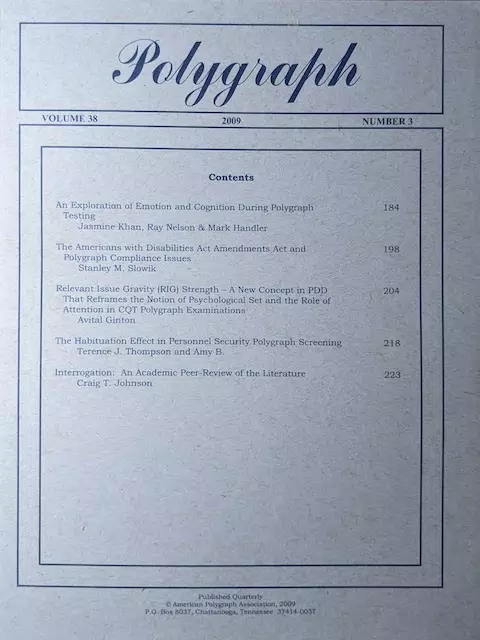 Polygraph
VOLUME 38 2009 NUMBER 3
Contents
An Exploration of Emotion and Cognition During Polygraph 184
Testing
Jasmine Khan, Ray Nelson & Mark Handler
The Americans with Disabilities Act Amendments Act and 198
Polygraph Compliance Issues
Stanley M. Slowik
Relevant Issue Gravity (RIG) Strength – A New Concept in PDD 204
That Reframes the Notion of Psychological Set and the Role of
Attention in CQT Polygraph Examinations
Avital Ginton
The Habituation Effect in Personnel Security Polygraph Screening 218
Terence J. Thompson and Amy B.
Interrogation: An Academic Peer-Review of the Literature 223
Craig T. Johnson
Published Quarterly
© American Polygraph Association, 2009
P.O. Box 8037, Chattanooga, Tennessee 37414-0037